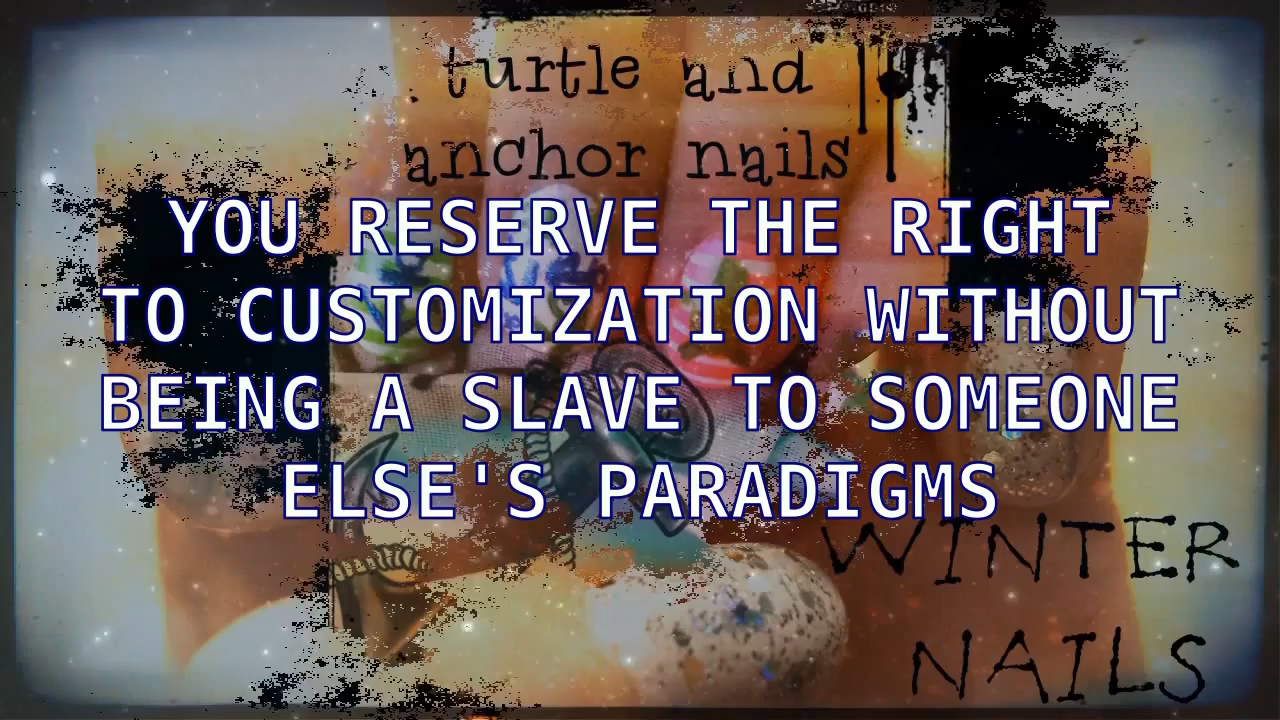 turtle and
anchor nails
YOU RESERVE THE RIGHT
TO CUSTOMIZATION WITHOUT
BEING A SLAVE TO SOMEONE
ELSE'S PARADIGMS
WINTER
NAILS